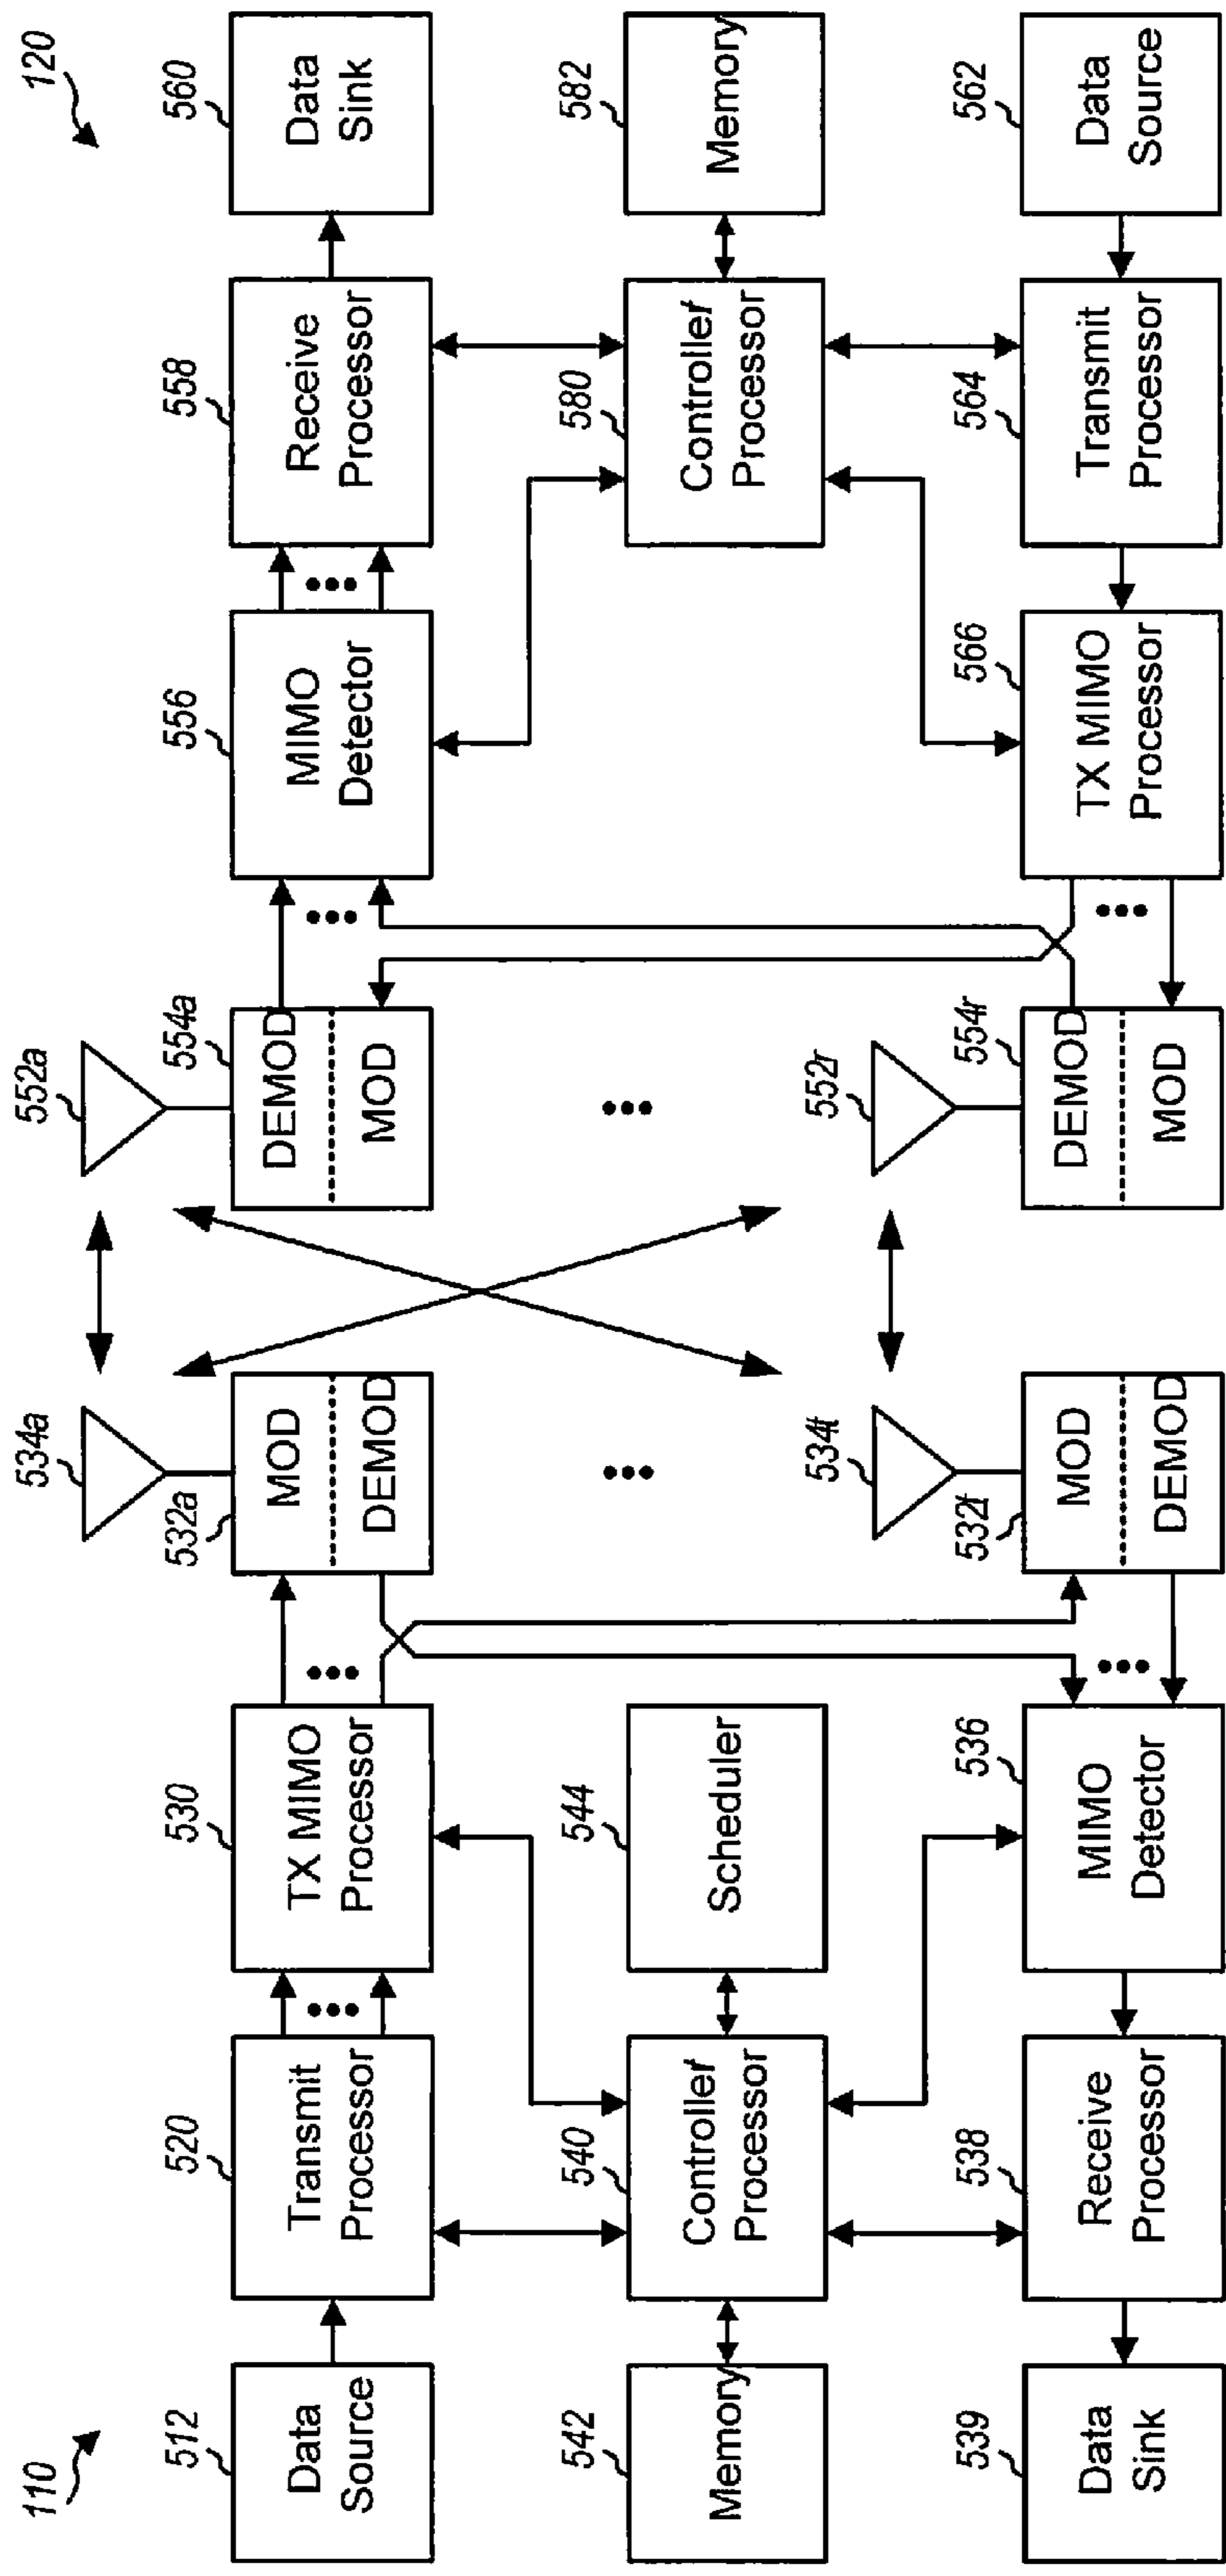 110
120
512
Data
Source
520
Transmit
Processor
530
TX MIMO
Processor
532a
MOD
DEMOD
534a
552a
554a
DEMOD
MOD
556
MIMO
Detector
558
Receive
Processor
560
Data
Sink
542
Memory
540
Controller/
Processor
544
Scheduler
580
Controller/
Processor
582
Memory
539
Data
Sink
538
Receive
Processor
536
MIMO
Detector
532t
MOD
DEMOD
534t
552r
554r
DEMOD
MOD
566
TX MIMO
Processor
564
Transmit
Processor
562
Data
Source